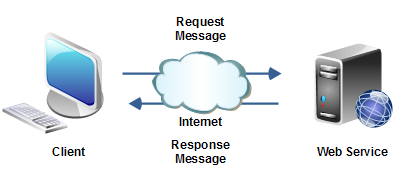 Request
Message
Internet
Response
Message
Client
Web Service